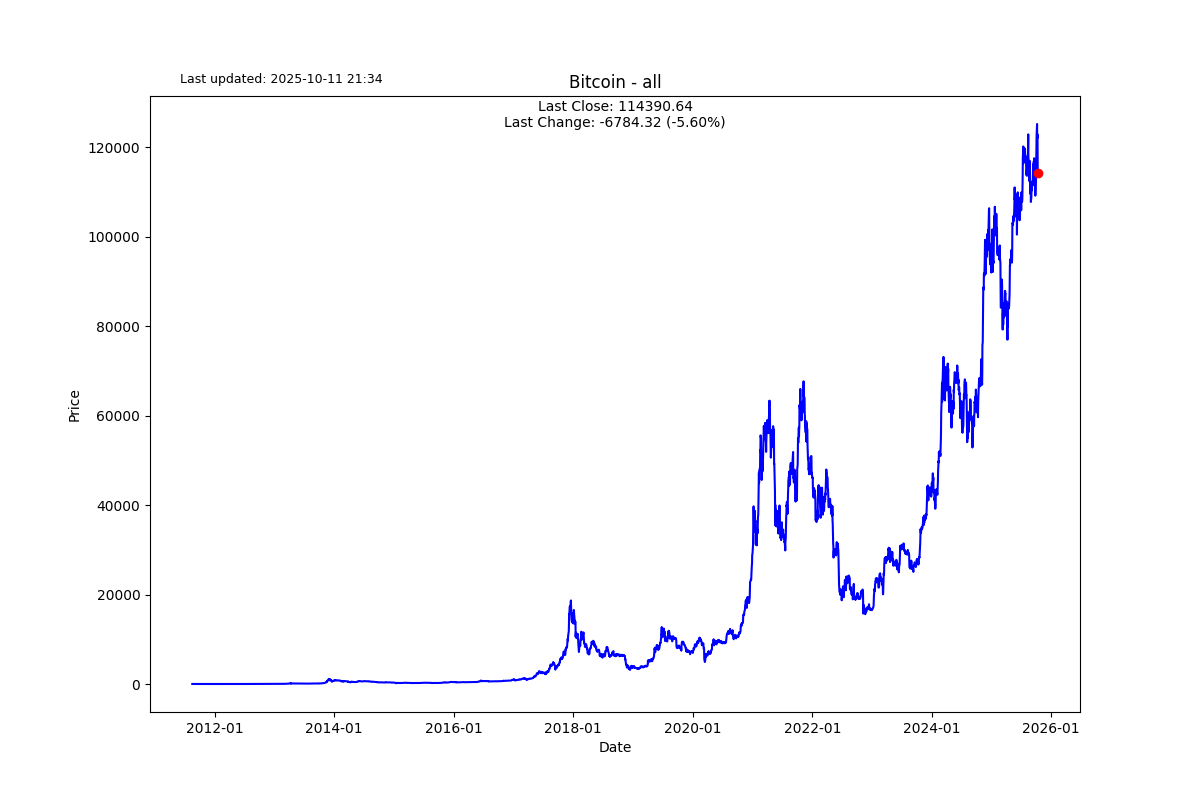 Last updated: 2025-10-11 21:34
Bitcoin - all
Last Close: 114390.64
Last Change: -6784.32 (-5.60%)
120000
100000
80000
60000
40000
20000
0
Price
2012-01
2014-01
2016-01
2018-01
2020-01
2022-01
2024-01
2026-01
Date